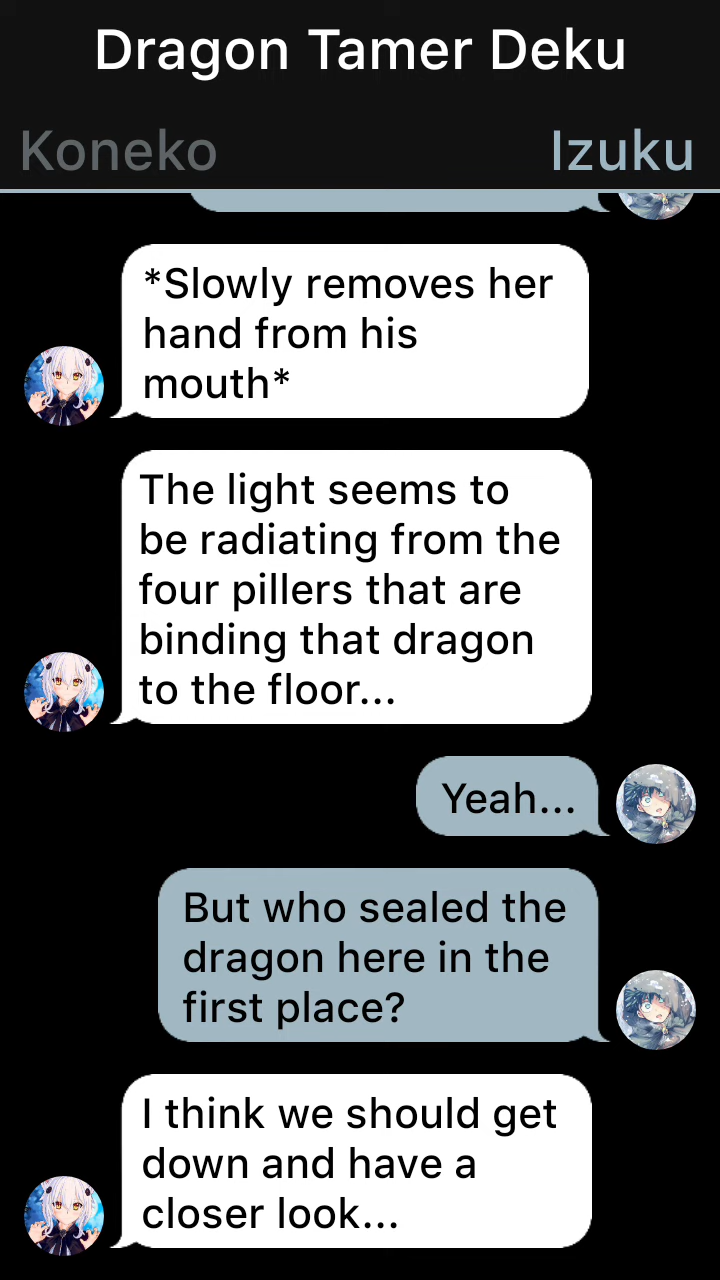 Dragon Tamer Deku
Koneko
Izuku
*Slowly removes her
hand from his
mouth*
The light seems to
be radiating from the
four pillers that are
binding that dragon
to the floor...
Yeah...
But who sealed the
dragon here in the
first place?
I think we should get
down and have a
closer look...